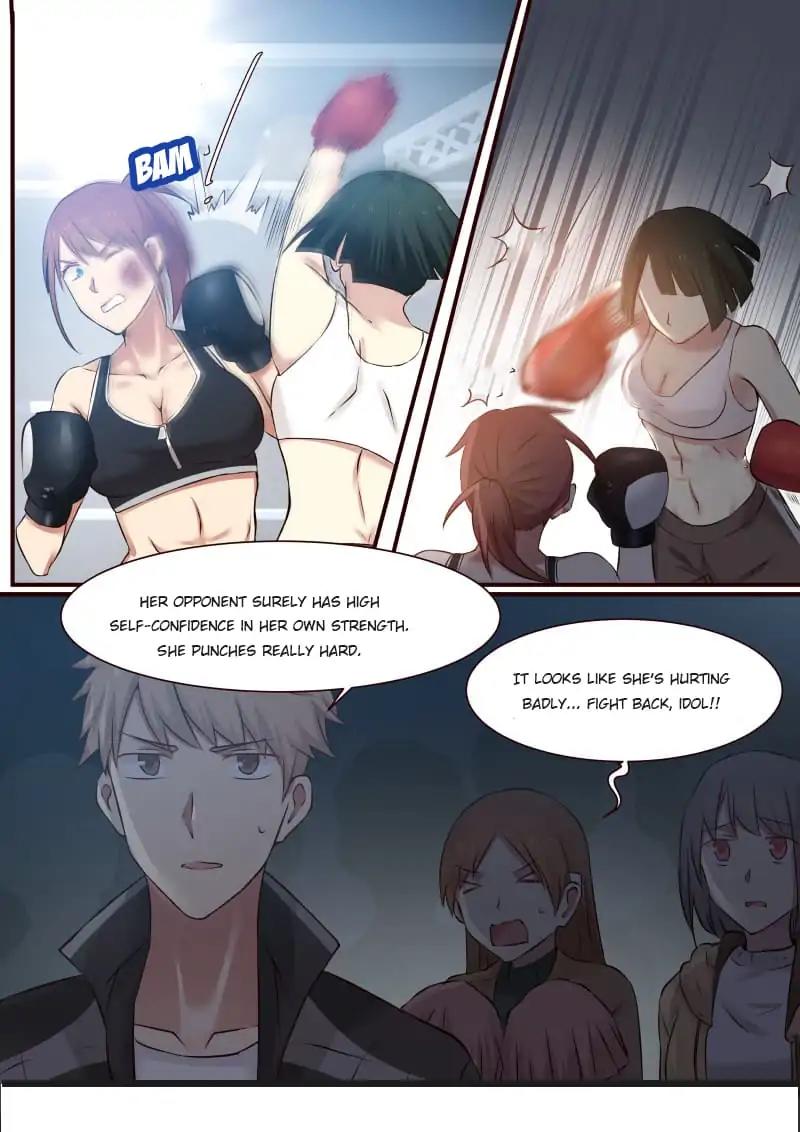 BAM
HER OPPONENT SURELY HAS HIGH
SELF-CONFIDENCE IN HER OWN STRENGTH.
SHE PUNCHES REALLY HARD.
IT LOOKS LIKE SHE'S HURTING
BADLY... FIGHT BACK, IDOL!!